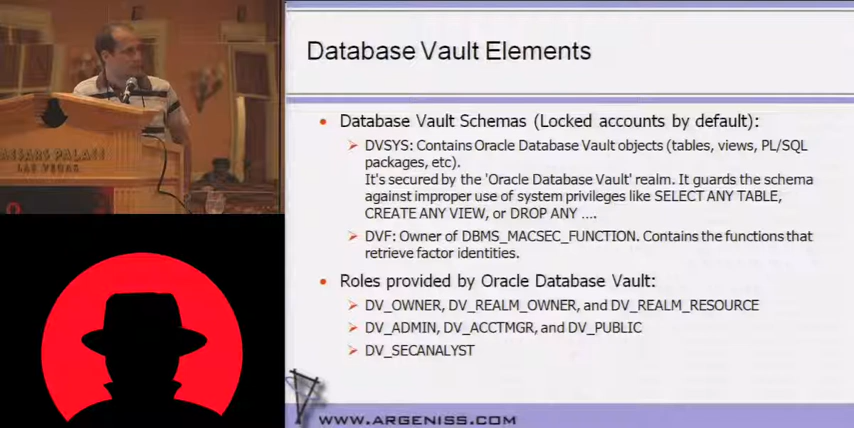 CAESARS PALACE
LAS VEGAS
Database Vault Elements
Database Vault Schemas (Locked accounts by default):
DVSYS: Contains Oracle Database Vault objects (tables, views, PL/SQL
packages, etc).
It's secured by the 'Oracle Database Vault' realm. It guards the schema
against improper use of system privileges like SELECT ANY TABLE,
CREATE ANY VIEW, or DROP ANY ....
DVF: Owner of DBMS_MACSEC_FUNCTION. Contains the functions that
retrieve factor identities.
Roles provided by Oracle Database Vault:
DV_OWNER, DV_REALM_OWNER, and DV_REALM_RESOURCE
DV_ADMIN, DV_ACCTMGR, and DV_PUBLIC
DV_SECANALYST
WWW.ARGENISS.COM